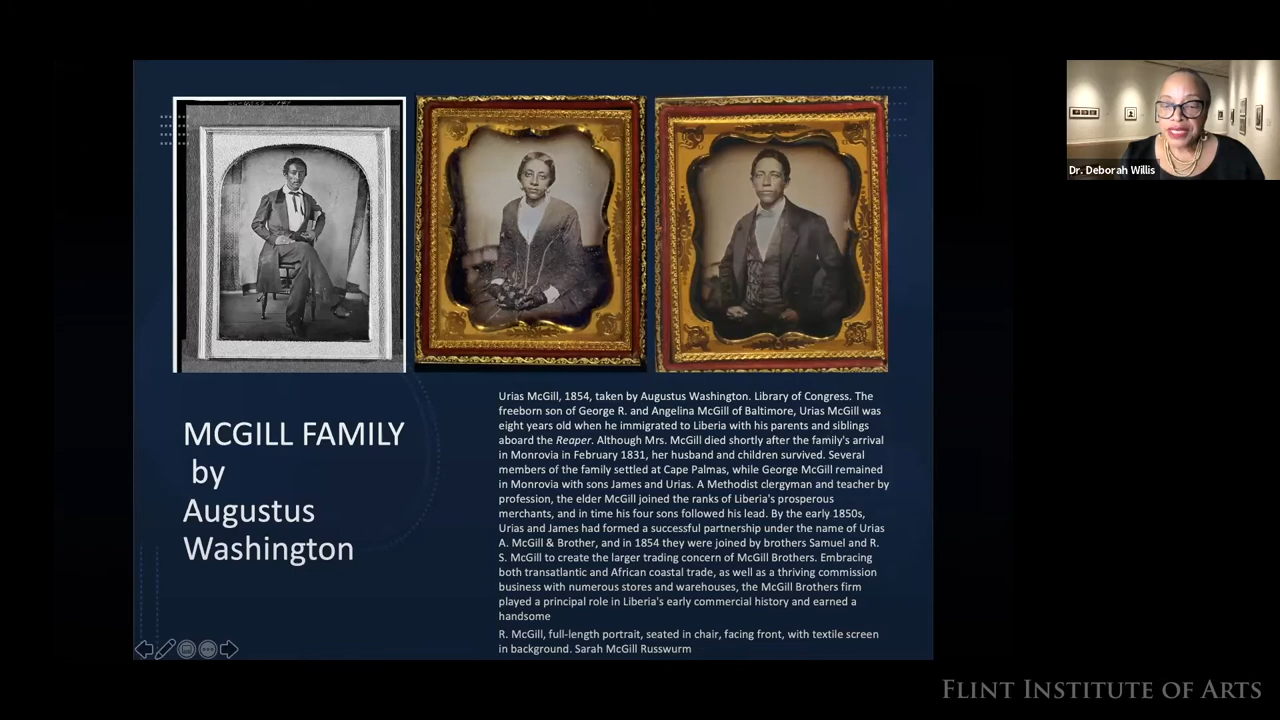 Dr. Deborah Willis
MCGILL FAMILY
by
Augustus
Washington
Urias McGill, 1854, taken by Augustus Washington. Library of Congress. The
freeborn son of George R. and Angelina McGill of Baltimore, Urias McGill was
eight years old when he immigrated to Liberia with his parents and siblings
aboard the Reaper. Although Mrs. McGill died shortly after the family's arrival
in Monrovia in February 1831, her husband and children survived. Several
members of the family settled at Cape Palmas, while George McGill remained
in Monrovia with sons James and Urias. A Methodist clergyman and teacher by
profession, the elder McGill joined the ranks of Liberia's prosperous
merchants, and in time his four sons followed his lead. By the early 1850s,
Urias and James had formed a successful partnership under the name of Urias
A. McGill & Brother, and in 1854 they were joined by brothers Samuel and R.
S. McGill to create the larger trading concern of McGill Brothers. Embracing
both transatlantic and African coastal trade, as well as a thriving commission
business with numerous stores and warehouses, the McGill Brothers firm
played a principal role in Liberia's early commercial history and earned a
handsome
R. McGill, full-length portrait, seated in chair, facing front, with textile screen
in background. Sarah McGill Russwurm
FLINT INSTITUTE OF ARTS